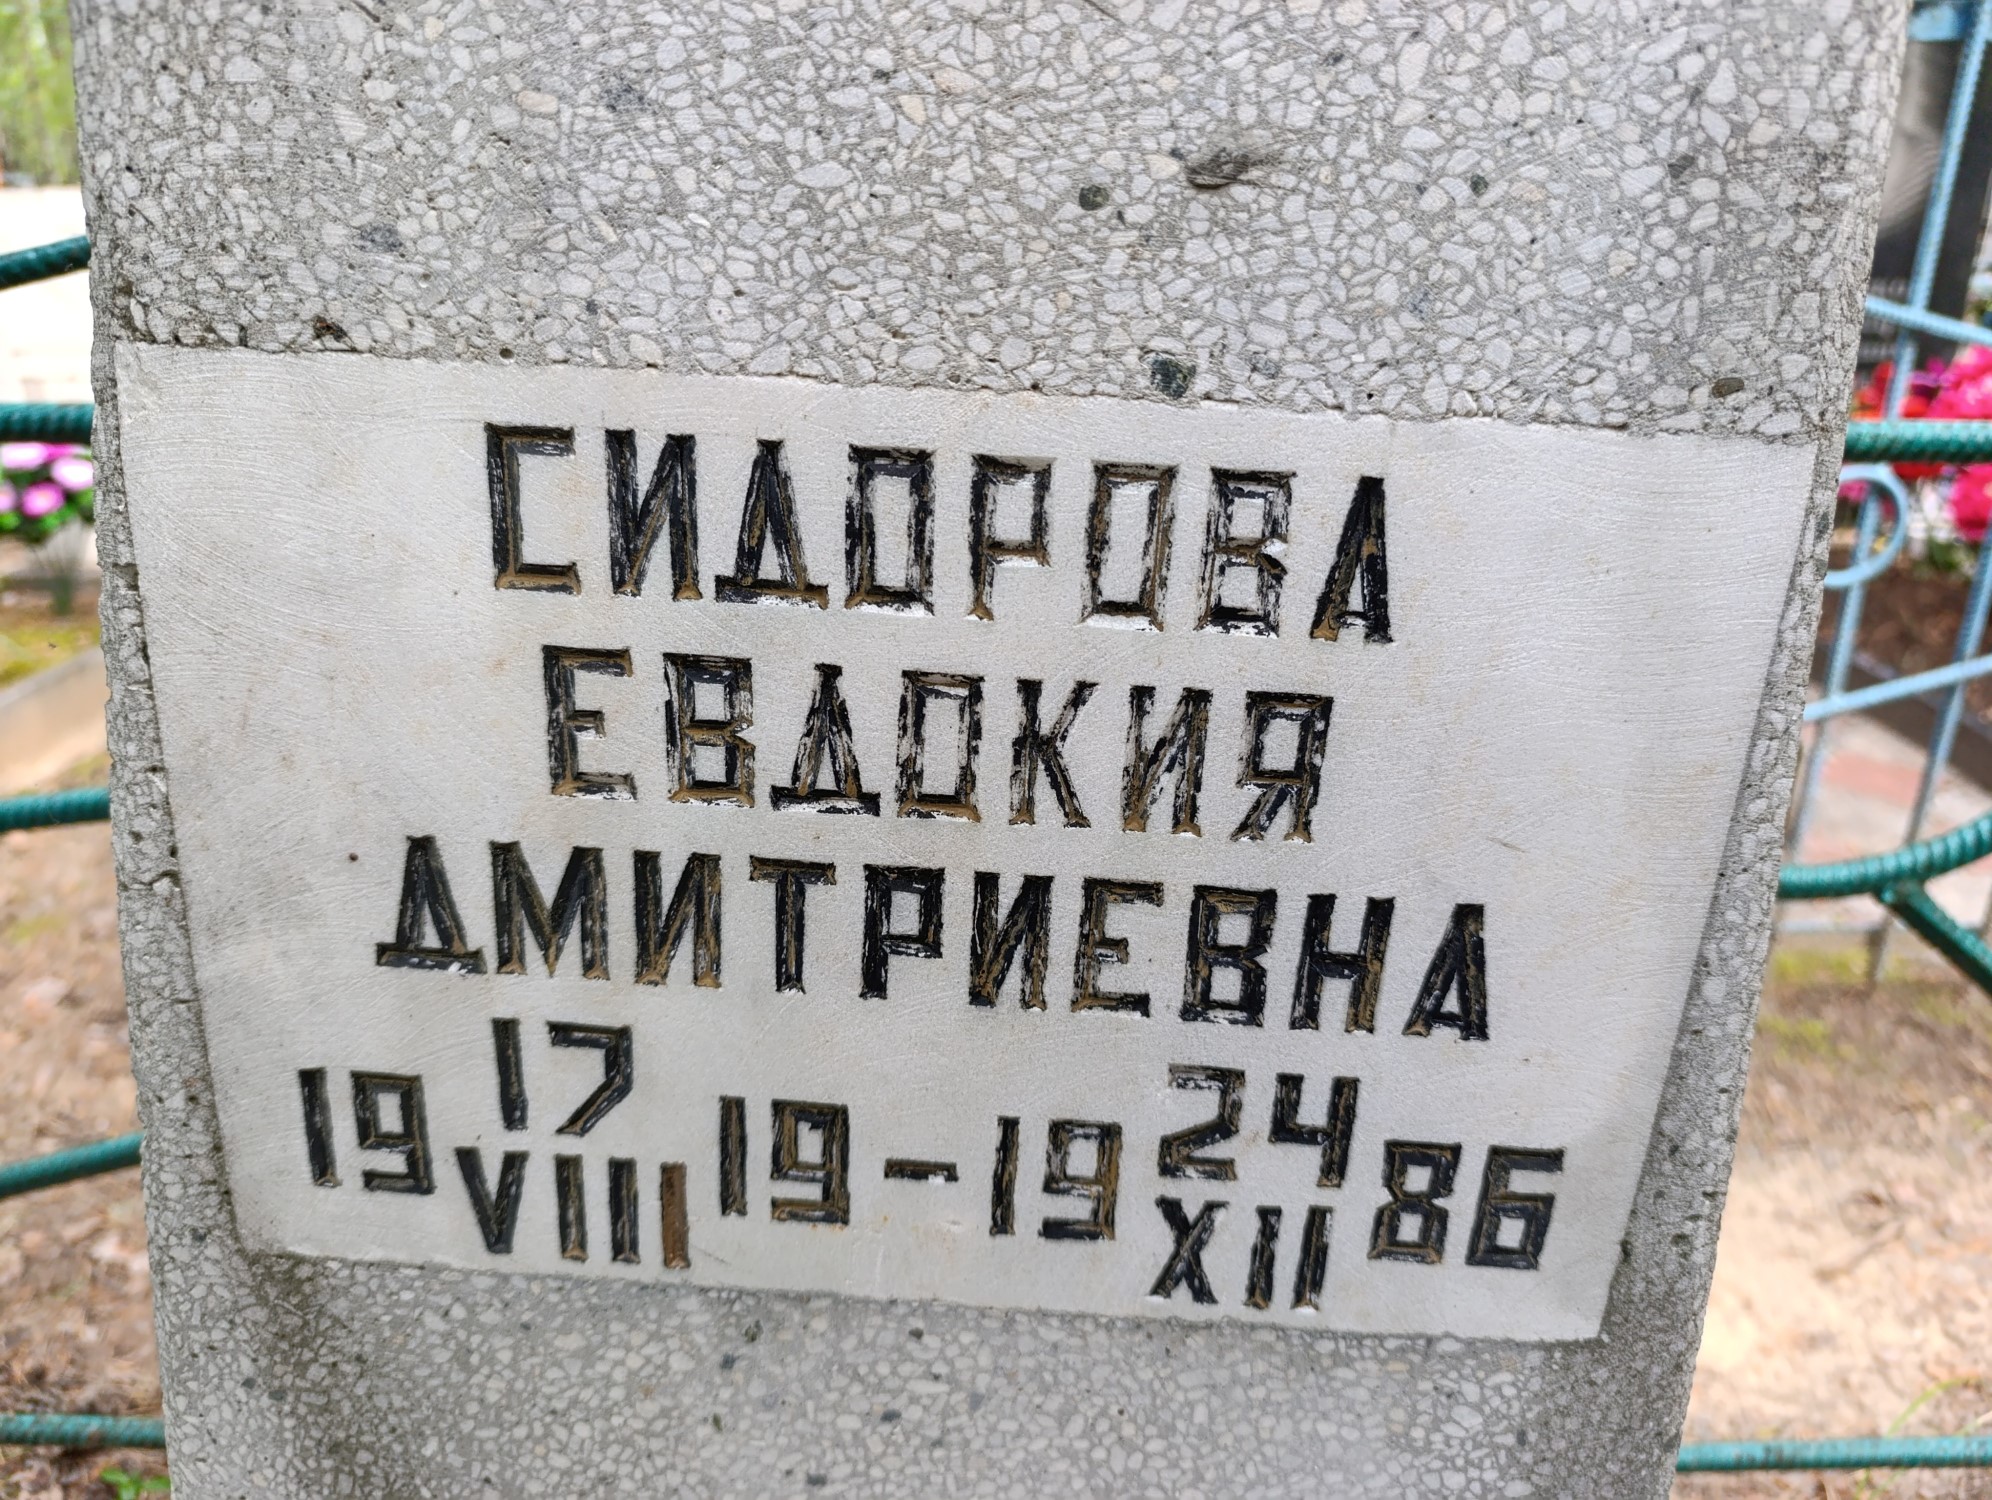 СИДОРОВА
ЕВДОКИЯ
ДМИТРИЕВНА
19 17 VIII 19 - 19 24 XII 86